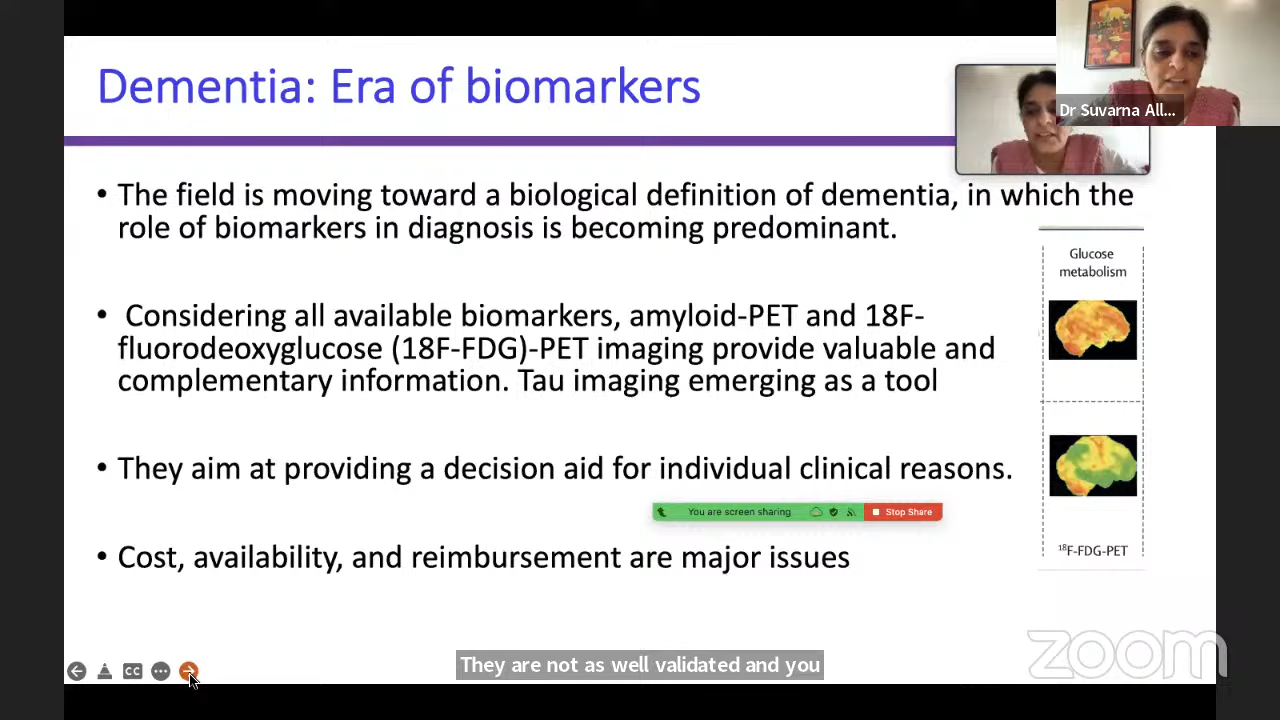 Dementia: Era of biomarkers
Dr Suvarna All...
• The field is moving toward a biological definition of dementia, in which the
role of biomarkers in diagnosis is becoming predominant.
Glucose
metabolism
• Considering all available biomarkers, amyloid-PET and 18F-
fluorodeoxyglucose (18F-FDG)-PET imaging provide valuable and
complementary information. Tau imaging emerging as a tool
• They aim at providing a decision aid for individual clinical reasons.
You are screen sharing
Stop Share
18F-FDG-PET
• Cost, availability, and reimbursement are major issues
zoom
CC
They are not as well validated and you